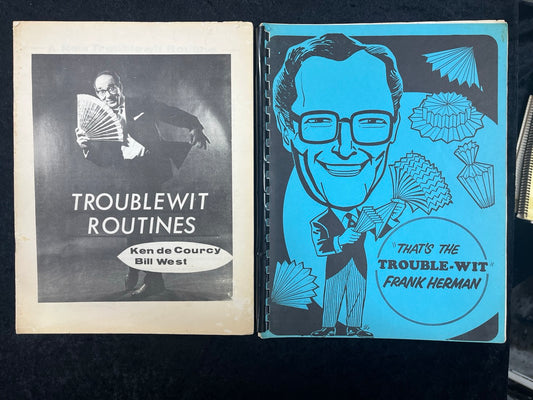 TROUBLEWIT
ROUTINES
Ken de Courcy
Bill West
"THAT'S THE
TROUBLE-WIT"
FRANK HERMAN